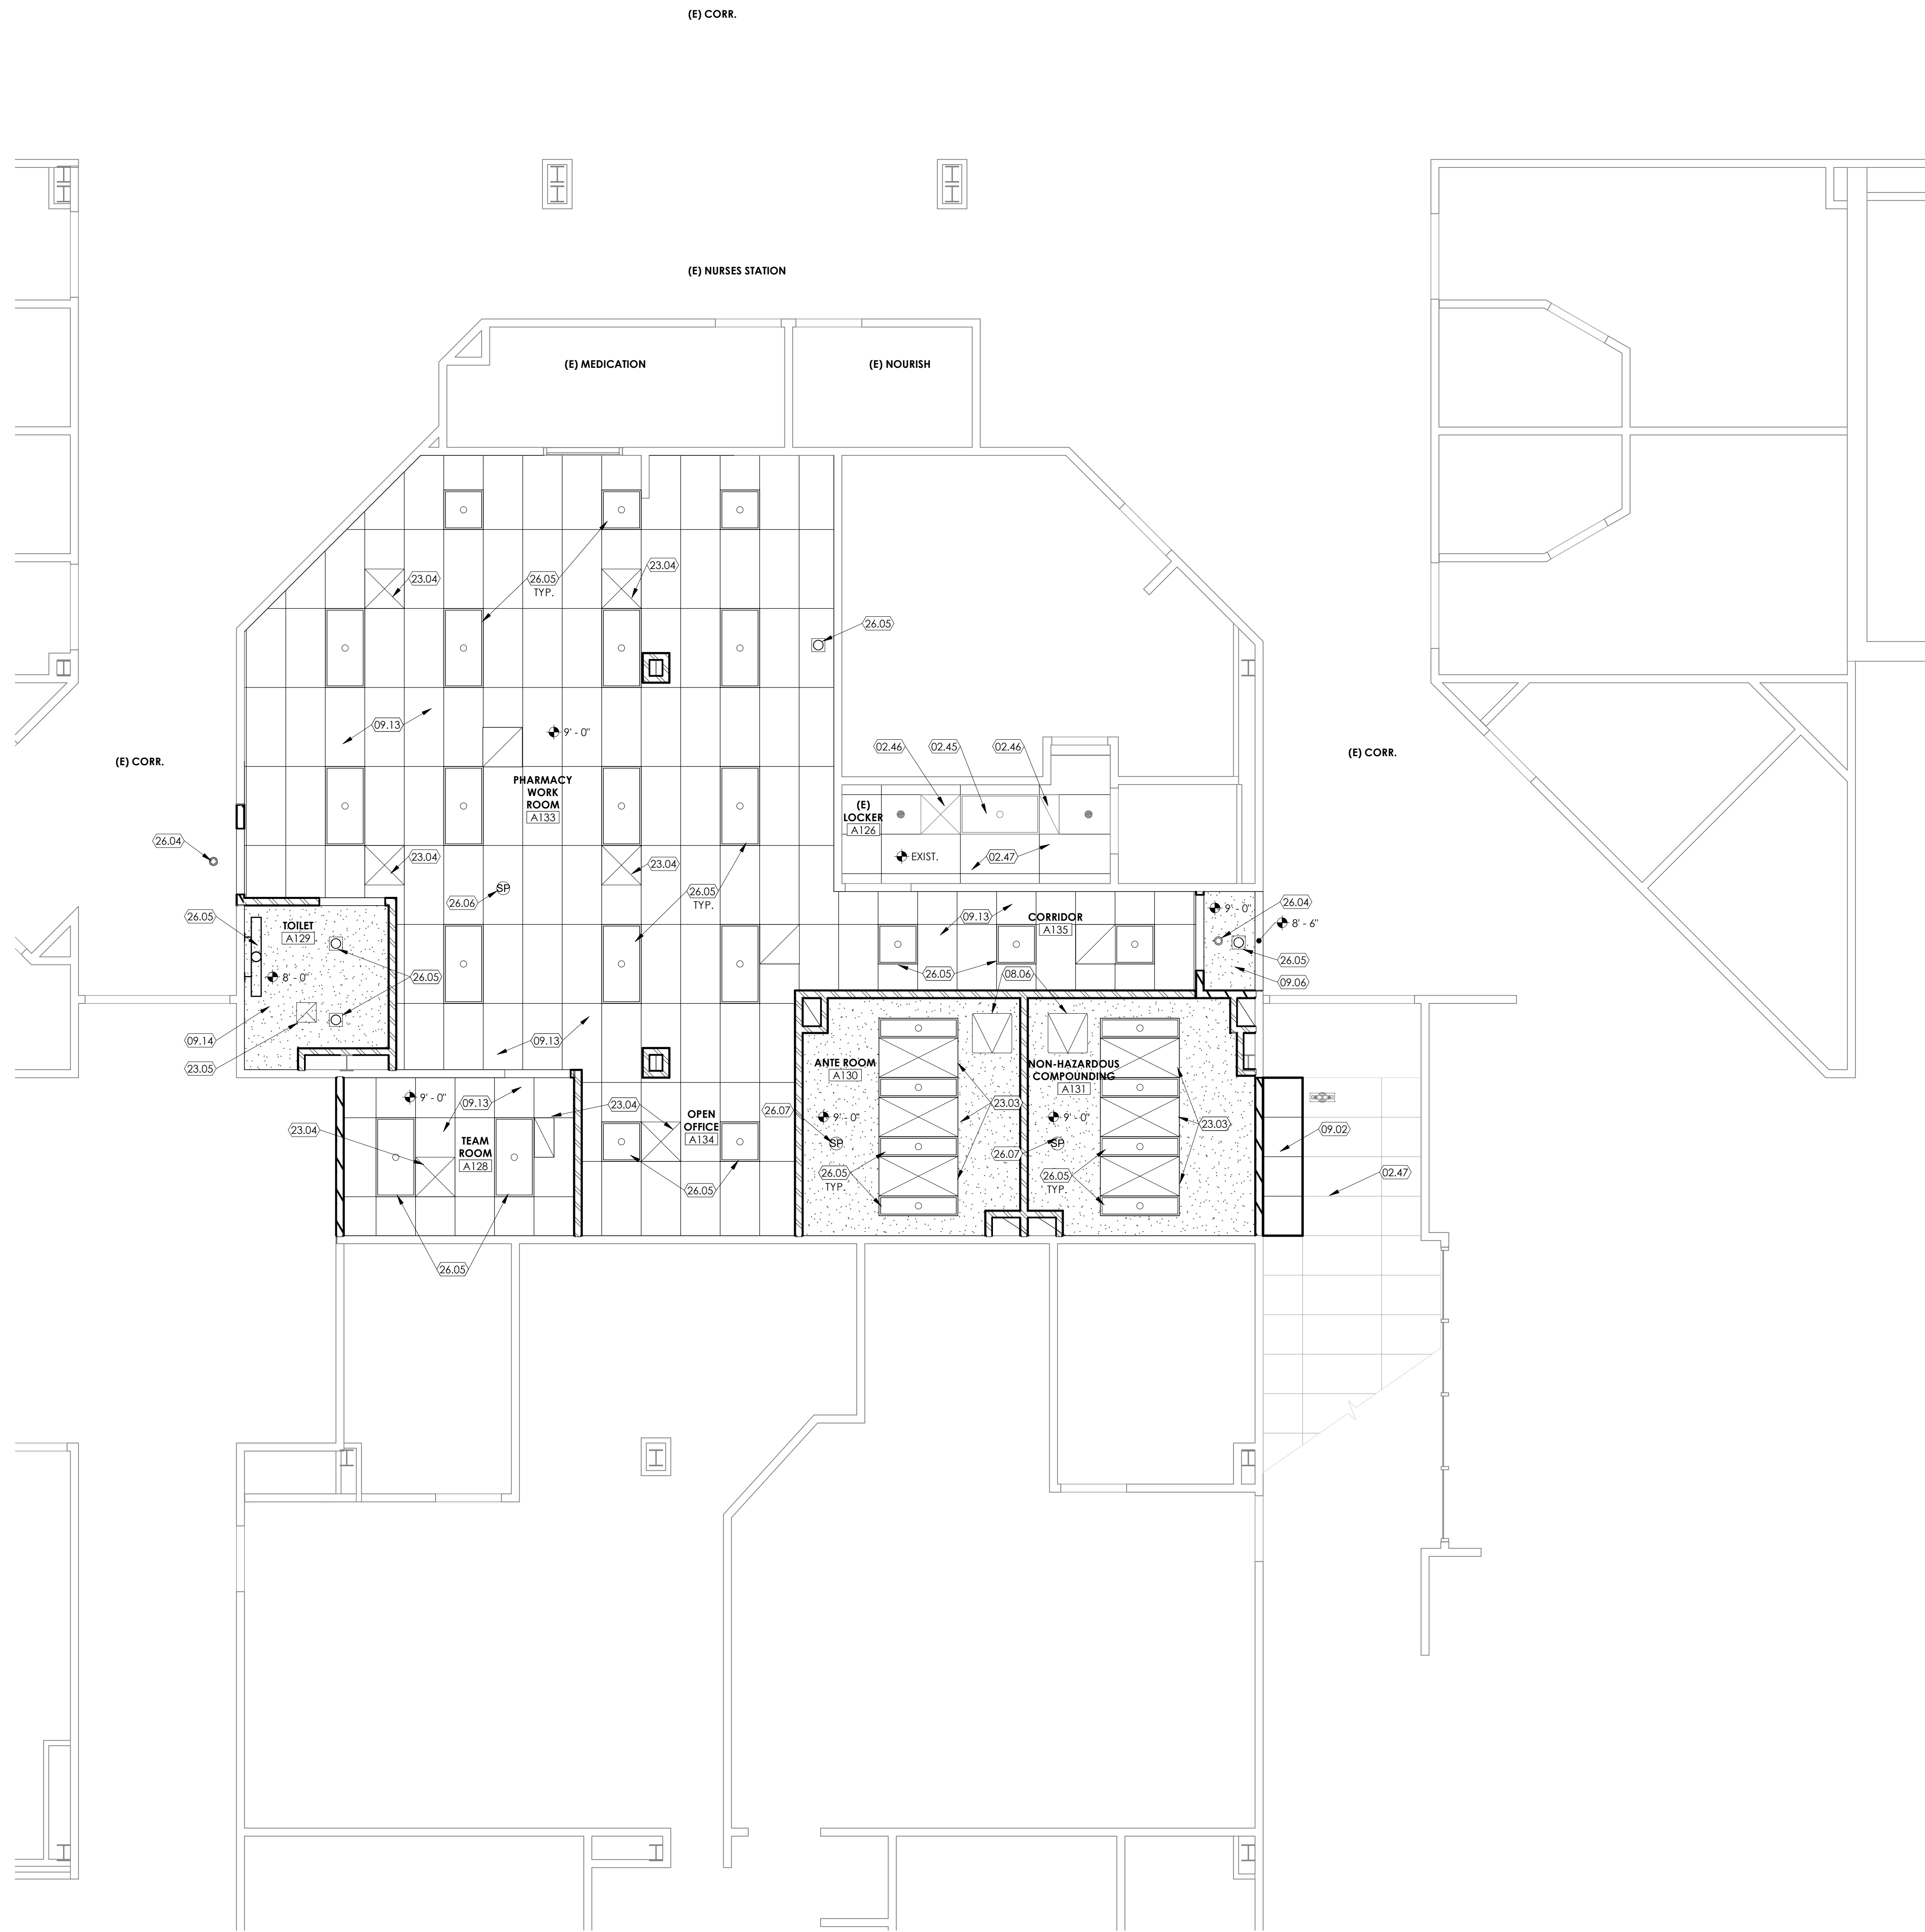 (E) CORR.
(E) NURSES STATION
(E) MEDICATION
(E) NOURISH
23.04
26.05
TYP.
23.04
26.05
09.13
9' - 0"
02.46
02.45
02.46
(E) CORR.
(E) CORR.
PHARMACY
WORK
ROOM
A133
(E)
LOCKER
A126
26.04
23.04
23.04
EXIST.
02.47
SP
26.06
26.05
TYP.
26.05
TOILET
A129
09.13
CORRIDOR
A135
9' - 0"
26.04
8' - 6"
26.05
8' - 0"
26.05
08.06
26.05
09.06
09.14
23.05
09.13
ANTE ROOM
A130
NON-HAZARDOUS
COMPOUNDING
A131
9' - 0"
09.13
23.04
OPEN
OFFICE
A134
26.07
9' - 0"
23.03
9' - 0"
23.03
09.02
23.04
TEAM
ROOM
A128
SP
26.07
SP
26.05
TYP.
26.05
TYP
02.47
26.05
26.05